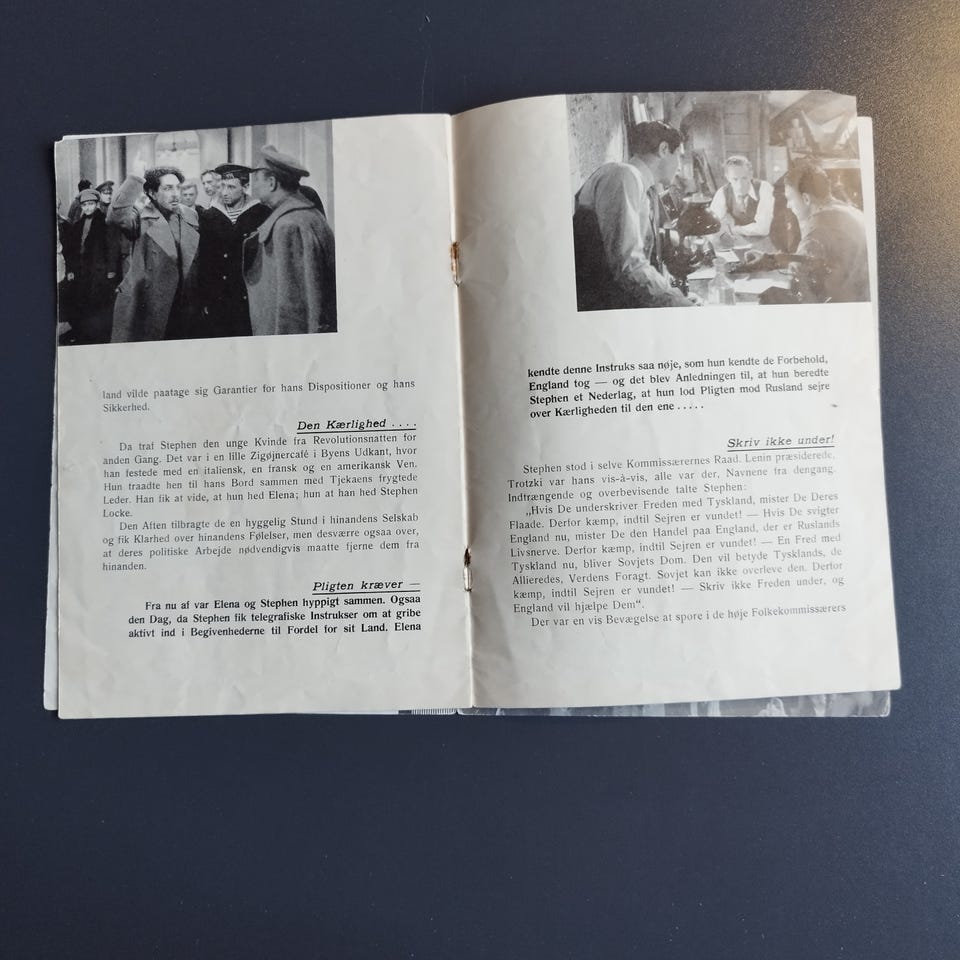 land vilde paatage sig Garantier for hans Dispositioner og hans
Sikkerhed.
Den Kærlighed ....
Da traf Stephen den unge Kvinde fra Revolutionsnatten for
anden Gang. Det var i en lille Zigøjnercafé i Byens Udkant, hvor
han festede med en italiensk, en fransk og en amerikansk Ven.
Hun traadte hen til hans Bord sammen med Tjekaens frygtede
Leder. Han fik at vide, at hun hed Elena; hun at han hed Stephen
Locke.
Den Aften tilbragte de en hyggelig Stund i hinandens Selskab
og fik Klarhed over hinandens Følelser, men desværre ogsaa over,
at deres politiske Arbejde nødvendigvis maatte fjerne dem fra
hinanden.
Pligten kræver —
Fra nu af var Elena og Stephen hyppigt sammen. Ogsaa
den Dag, da Stephen fik telegrafiske Instrukser om at gribe
aktivt ind i Begivenhederne til Fordel for sit Land. Elena
kendte denne Instruks saa nøje, som hun kendte de Forbehold,
England tog — og det blev Anledningen til, at hun beredte
Stephen et Nederlag, at hun lod Pligten mod Rusland sejre
over Kærligheden til den ene .....
Skriv ikke under!
Stephen stod i selve Kommissærernes Raad. Lenin præsiderede,
Trotzki var hans vis-à-vis, alle var der, Navnene fra dengang.
Indtrængende og overbevisende talte Stephen:
„Hvis De underskriver Freden med Tyskland, mister De Deres
Flaade. Derfor kæmp, indtil Sejren er vundet! — Hvis De svigter
England nu, mister De den Handel paa England, der er Ruslands
Livsnerve. Derfor kæmp, indtil Sejren er vundet! — En Fred med
Tyskland nu, bliver Sovjets Dom. Den vil betyde Tysklands, de
Allieredes, Verdens Foragt. Sovjet kan ikke overleve den. Derfor
kæmp, indtil Sejren er vundet! — Skriv ikke Freden under, og
England vil hjælpe Dem“.
Der var en vis Bevægelse at spore i de høje Folkekommissærers